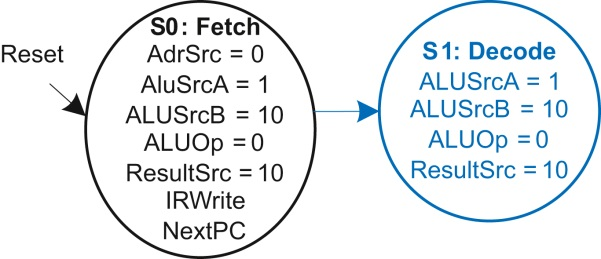 Reset
S0: Fetch
AdrSrc = 0
AluSrcA = 1
ALUSrcB = 10
ALUOp = 0
ResultSrc = 10
IRWrite
NextPC
S1: Decode
ALUSrcA = 1
ALUSrcB = 10
ALUOp = 0
ResultSrc = 10